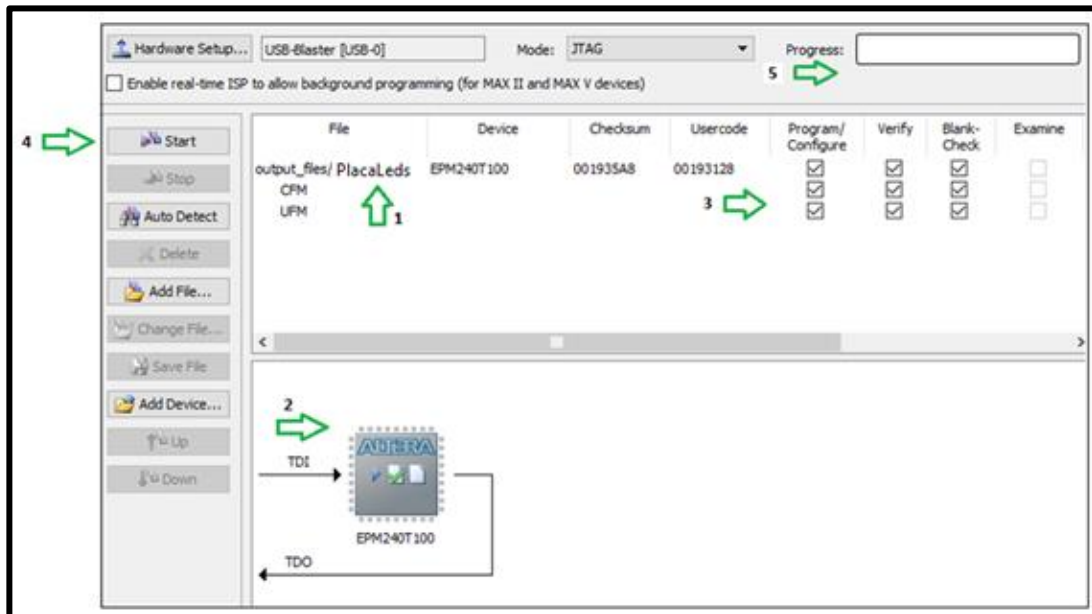 Hardware Setup... USB-Blaster [USB-0] Mode: JTAG Progress:
5
Enable real-time ISP to allow background programming (for MAX II and MAX V devices)
4 Start
Stop
Auto Detect
Delete
Add File...
Change File...
Save File
Add Device...
Up
Down
File Device Checksum Usercode Program/ Configure Verify Blank- Check Examine
output_files/ PlacaLeds EPM240T100 001935A8 00193128
CFM
UFM
1
3
2
TDI
ALTERA
EPM240T100
TDO